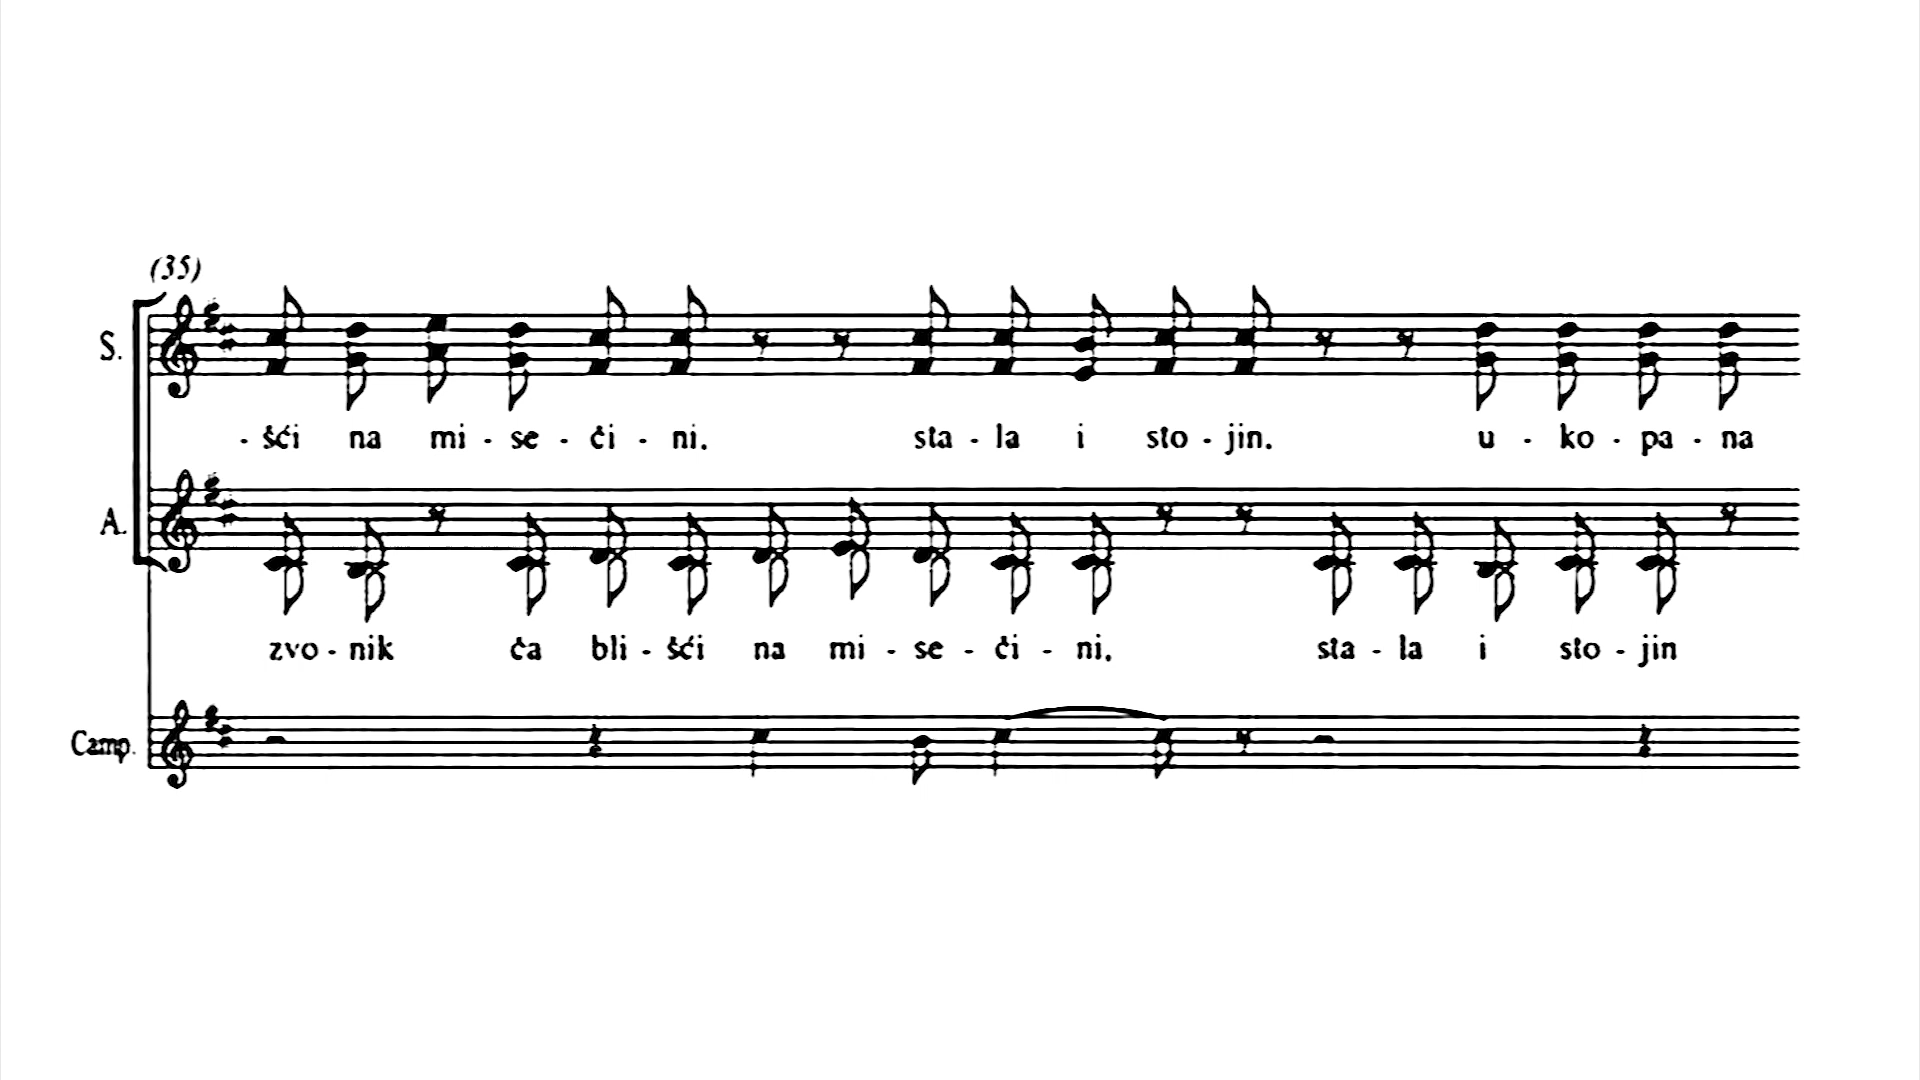 (35)
S.
- šći na mi - se - či - ni. sta - la i sto - jin. u - ko - pa - na
A.
zvo - nik ča bli - šći na mi - se - či - ni. sta - la i sto - jin
Camp.